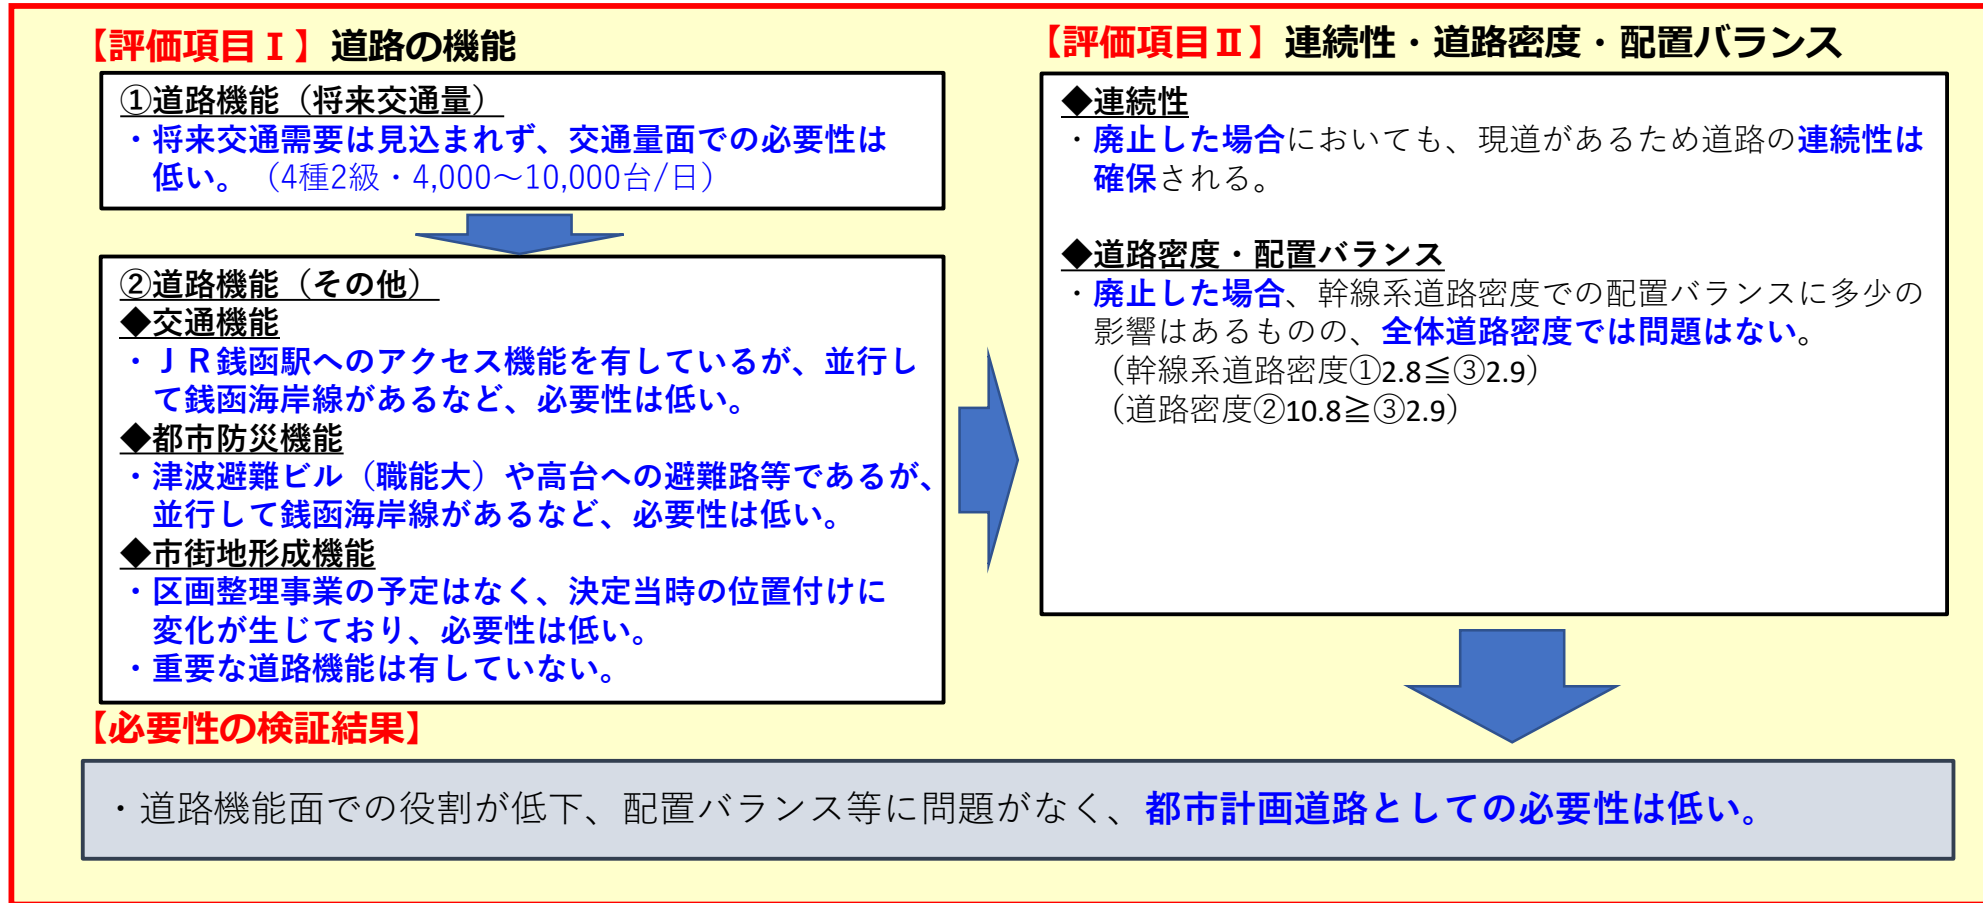 【評価項目Ⅰ】道路の機能
①道路機能（将来交通量）
・将来交通需要は見込まれず、交通量面での必要性は
低い。（4種2級・4,000～10,000台/日）
②道路機能（その他）
◆交通機能
・ＪＲ銭函駅へのアクセス機能を有しているが、並行し
て銭函海岸線があるなど、必要性は低い。
◆都市防災機能
・津波避難ビル（職能大）や高台への避難路等であるが、
並行して銭函海岸線があるなど、必要性は低い。
◆市街地形成機能
・区画整理事業の予定はなく、決定当時の位置付けに
変化が生じており、必要性は低い。
・重要な道路機能は有していない。
【評価項目Ⅱ】連続性・道路密度・配置バランス
◆連続性
・廃止した場合においても、現道があるため道路の連続性は
確保される。
◆道路密度・配置バランス
・廃止した場合、幹線系道路密度での配置バランスに多少の
影響はあるものの、全体道路密度では問題はない。
（幹線系道路密度①2.8≦③2.9）
（道路密度②10.8≧③2.9）
【必要性の検証結果】
・道路機能面での役割が低下、配置バランス等に問題がなく、都市計画道路としての必要性は低い。